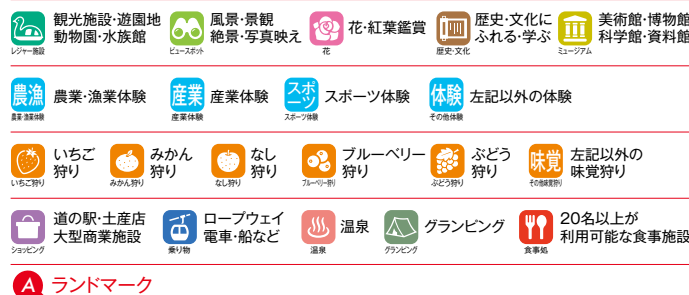 観光施設・遊園地 風景・景観 花・紅葉鑑賞 歴史・文化に 美術館・博物館
動物園・水族館 絶景・写真映え ふれる・学ぶ 科学館・資料館
レジャー施設 ビュースポット 花 歴史・文化 ミュージアム
農漁 農業・漁業体験 産業 産業体験 スポーツ スポーツ体験 体験 左記以外の体験
農業・漁業体験 産業体験 スポーツ体験 その他体験
いちご みかん なし ブルーベリー ぶどう 味覚 左記以外の
狩り 狩り 狩り 狩り 狩り 味覚狩り
いちご狩り みかん狩り なし狩り ブルーベリー狩り ぶどう狩り その他味覚狩り
道の駅・土産店 ロープウェイ 温泉 グランピング 20名以上が
大型商業施設 電車・船など 利用可能な食事施設
ショッピング 乗り物 温泉 グランピング 食事処
A ランドマーク